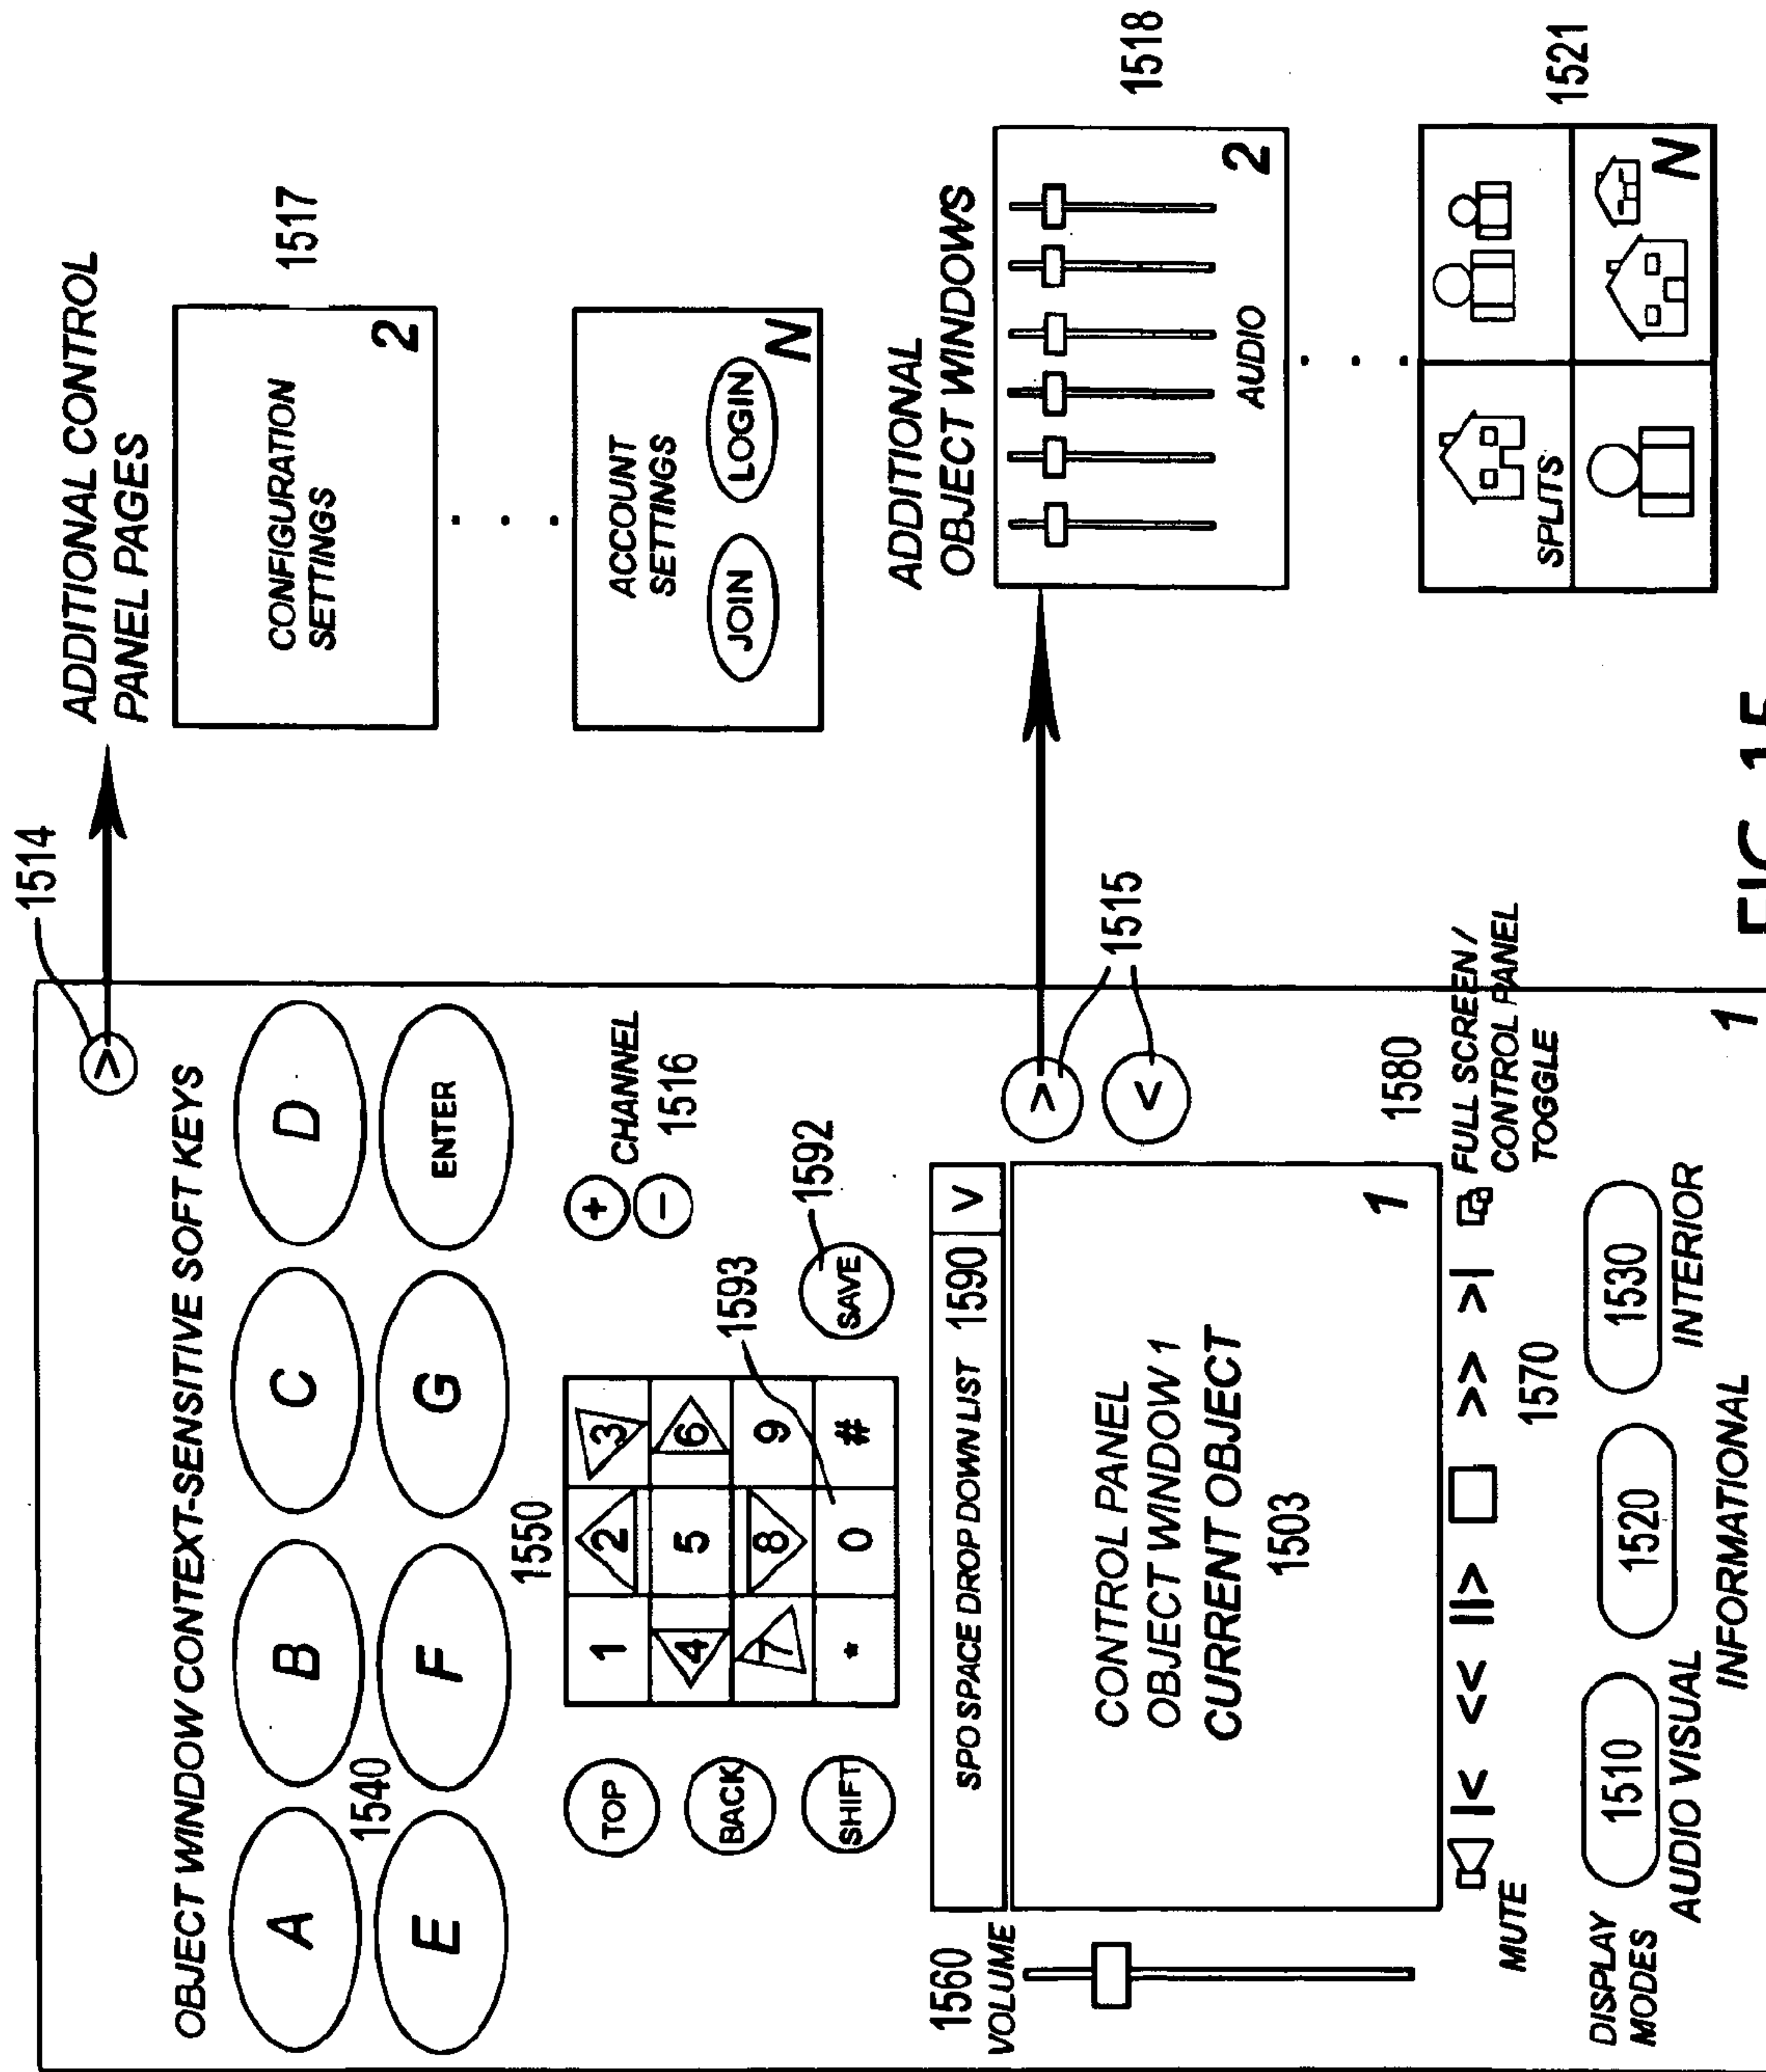 1514
>
ADDITIONAL CONTROL
PANEL PAGES
OBJECT WINDOW CONTEXT-SENSITIVE SOFT KEYS
A B C D
1540
E F G ENTER
1550
TOP
BACK
SHIFT
1 2 3
4 5 6
7 8 9
* 0 #
+
-
CHANNEL
1516
1593
1592
SAVE
1560
VOLUME
SPO SPACE DROP DOWN LIST 1590 V
CONTROL PANEL
OBJECT WINDOW 1
CURRENT OBJECT
1503
1
>
<
1515
1580
MUTE
|< << ||> >> >|
1570
FULL SCREEN /
CONTROL PANEL
TOGGLE
DISPLAY
MODES
1510 1520 1530
AUDIO VISUAL
INFORMATIONAL
INTERIOR
1
CONFIGURATION
SETTINGS
2
1517
. . .
ACCOUNT
SETTINGS
JOIN LOGIN
N
ADDITIONAL
OBJECT WINDOWS
AUDIO
2
1518
. . .
SPLITS
N
1521
FIG. 15